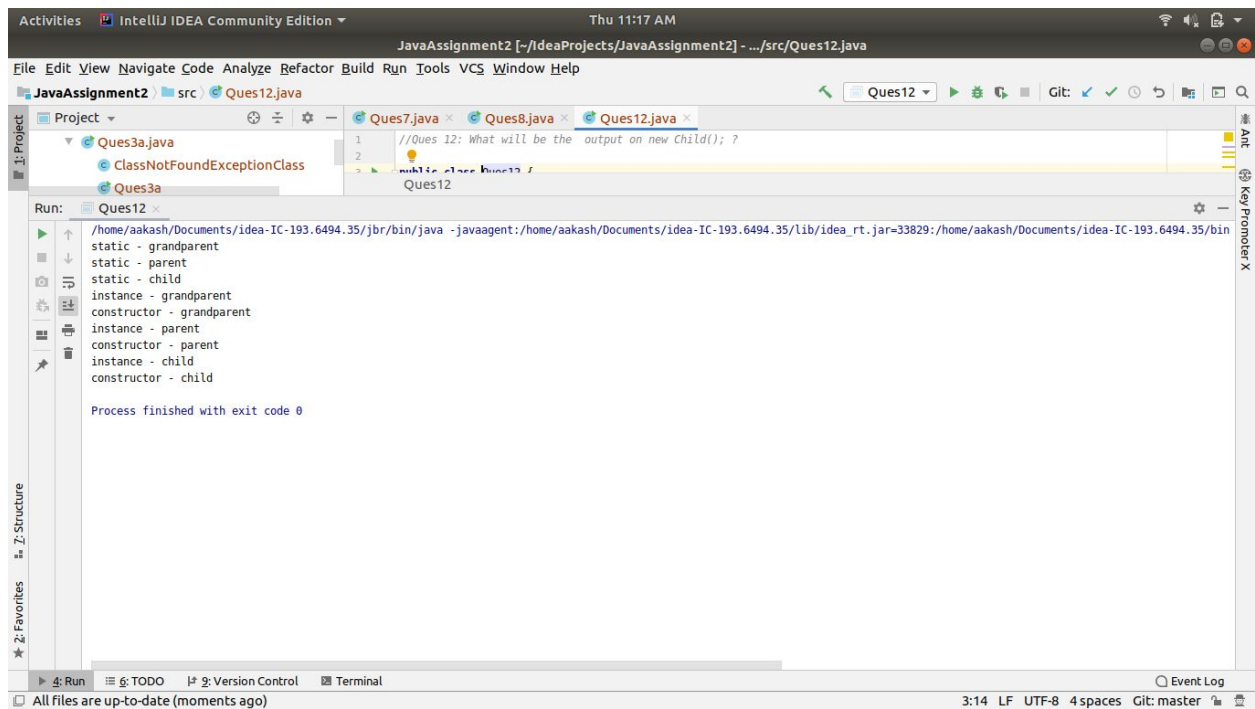 Activities IntelliJ IDEA Community Edition Thu 11:17 AM
JavaAssignment2 [~/IdeaProjects/JavaAssignment2] - .../src/Ques12.java
File Edit View Navigate Code Analyze Refactor Build Run Tools VCS Window Help
JavaAssignment2 src Ques12.java Ques12 Git:
1: Project
Project Ques7.java Ques8.java Ques12.java
Ques3a.java
ClassNotFoundExceptionClass
Ques3a
1 //Ques 12: What will be the output on new Child(); ?
2
3 public class Ques12 {
Ques12
Ant
Key Promoter X
Run: Ques12
/home/aakash/Documents/idea-IC-193.6494.35/jbr/bin/java -javaagent:/home/aakash/Documents/idea-IC-193.6494.35/lib/idea_rt.jar=33829:/home/aakash/Documents/idea-IC-193.6494.35/bin
static - grandparent
static - parent
static - child
instance - grandparent
constructor - grandparent
instance - parent
constructor - parent
instance - child
constructor - child
Process finished with exit code 0
7: Structure
2: Favorites
4: Run 6: TODO 9: Version Control Terminal Event Log
All files are up-to-date (moments ago) 3:14 LF UTF-8 4 spaces Git: master